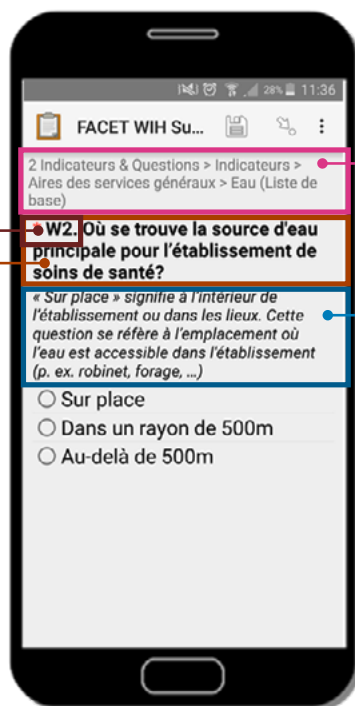 28% 11:36
FACET WIH Su...
2 Indicateurs & Questions > Indicateurs >
Aires des services généraux > Eau (Liste de
base)
* W2. Où se trouve la source d'eau
principale pour l'établissement de
soins de santé?
« Sur place » signifie à l'intérieur de
l'établissement ou dans les lieux. Cette
question se réfère à l'emplacement où
l'eau est accessible dans l'établissement
(p. ex. robinet, forage, ...)
Sur place
Dans un rayon de 500m
Au-delà de 500m